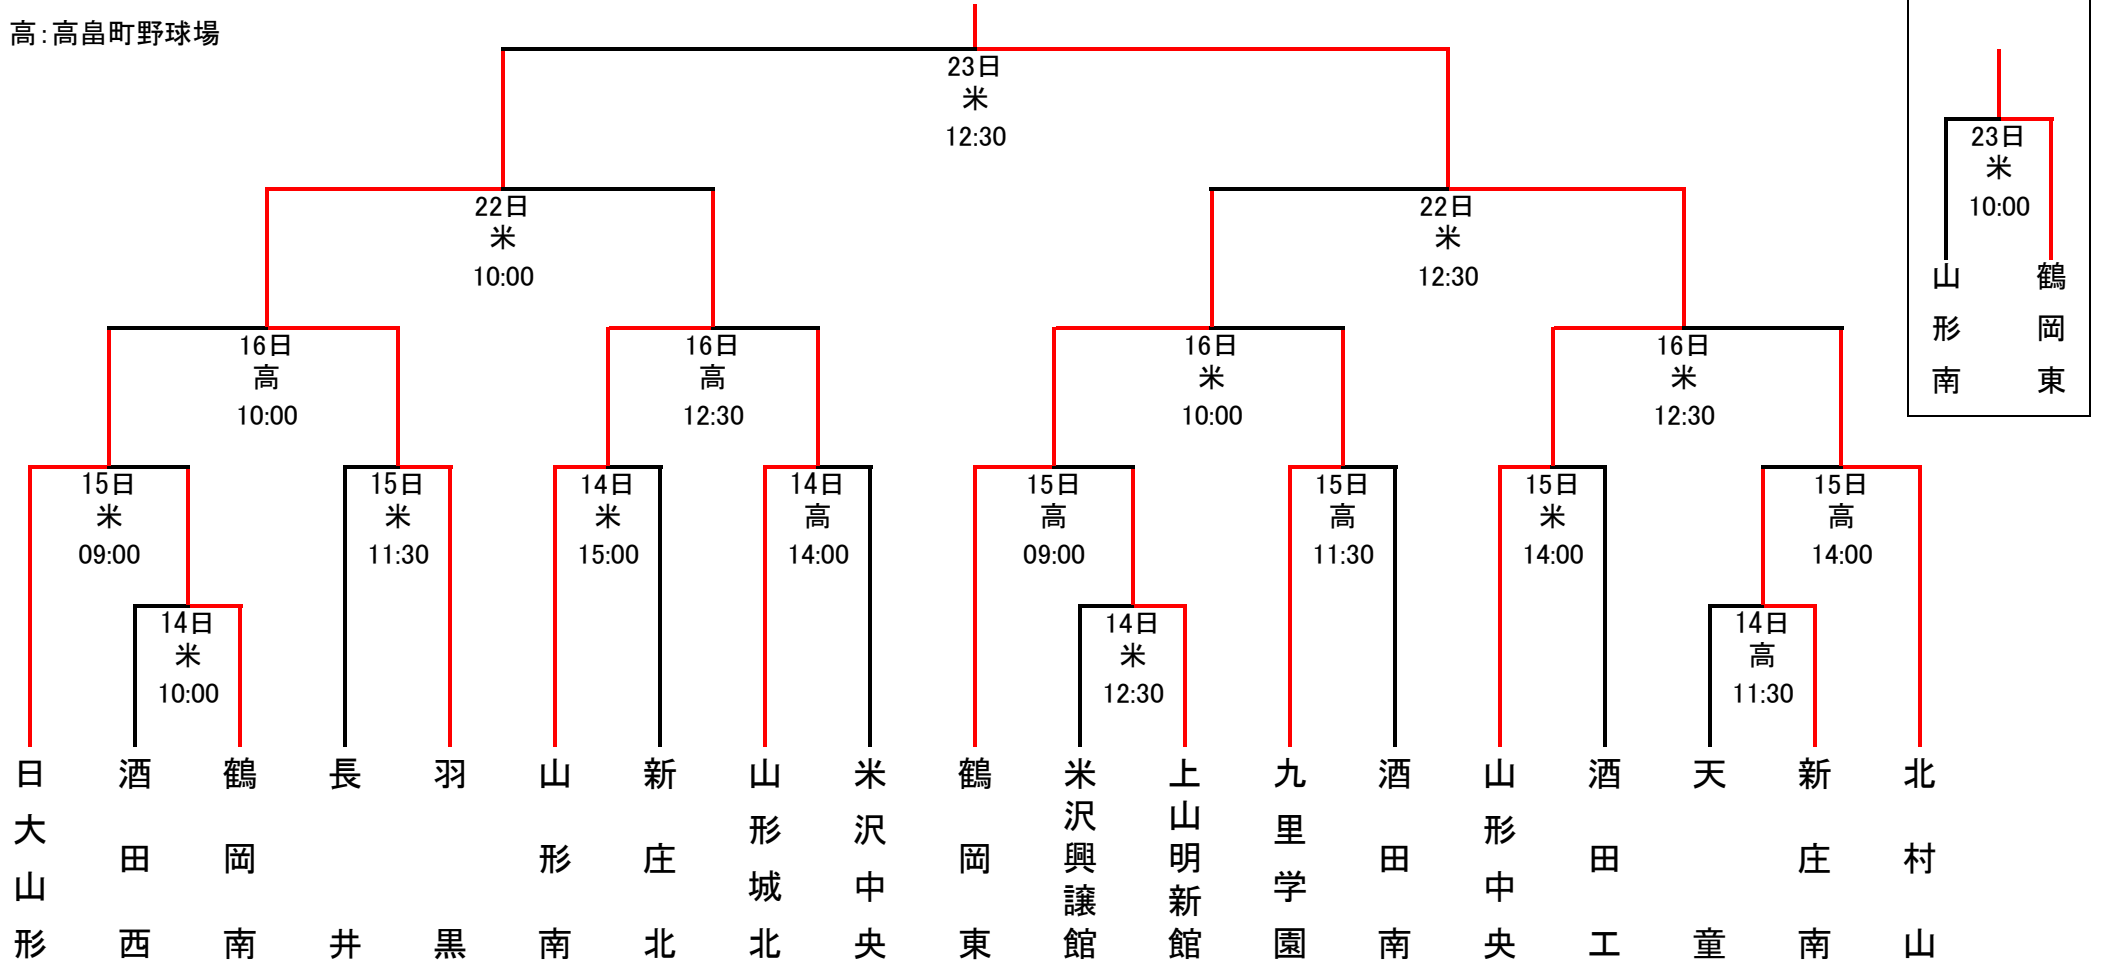 高：高畠町野球場
23日
米
12:30
22日
米
10:00
22日
米
12:30
16日
高
10:00
16日
高
12:30
16日
米
10:00
16日
米
12:30
15日
米
09:00
15日
米
11:30
14日
米
15:00
14日
高
14:00
15日
高
09:00
15日
高
11:30
15日
米
14:00
15日
高
14:00
14日
米
10:00
14日
米
12:30
14日
高
11:30
日大山形
酒田西
鶴岡南
長井
羽黒
山形南
新庄北
山形城北
米沢中央
鶴岡東
米沢興譲館
上山明新館
九里学園
酒田南
山形中央
酒田工
天童
新庄南
北村山
23日
米
10:00
山形南
鶴岡東